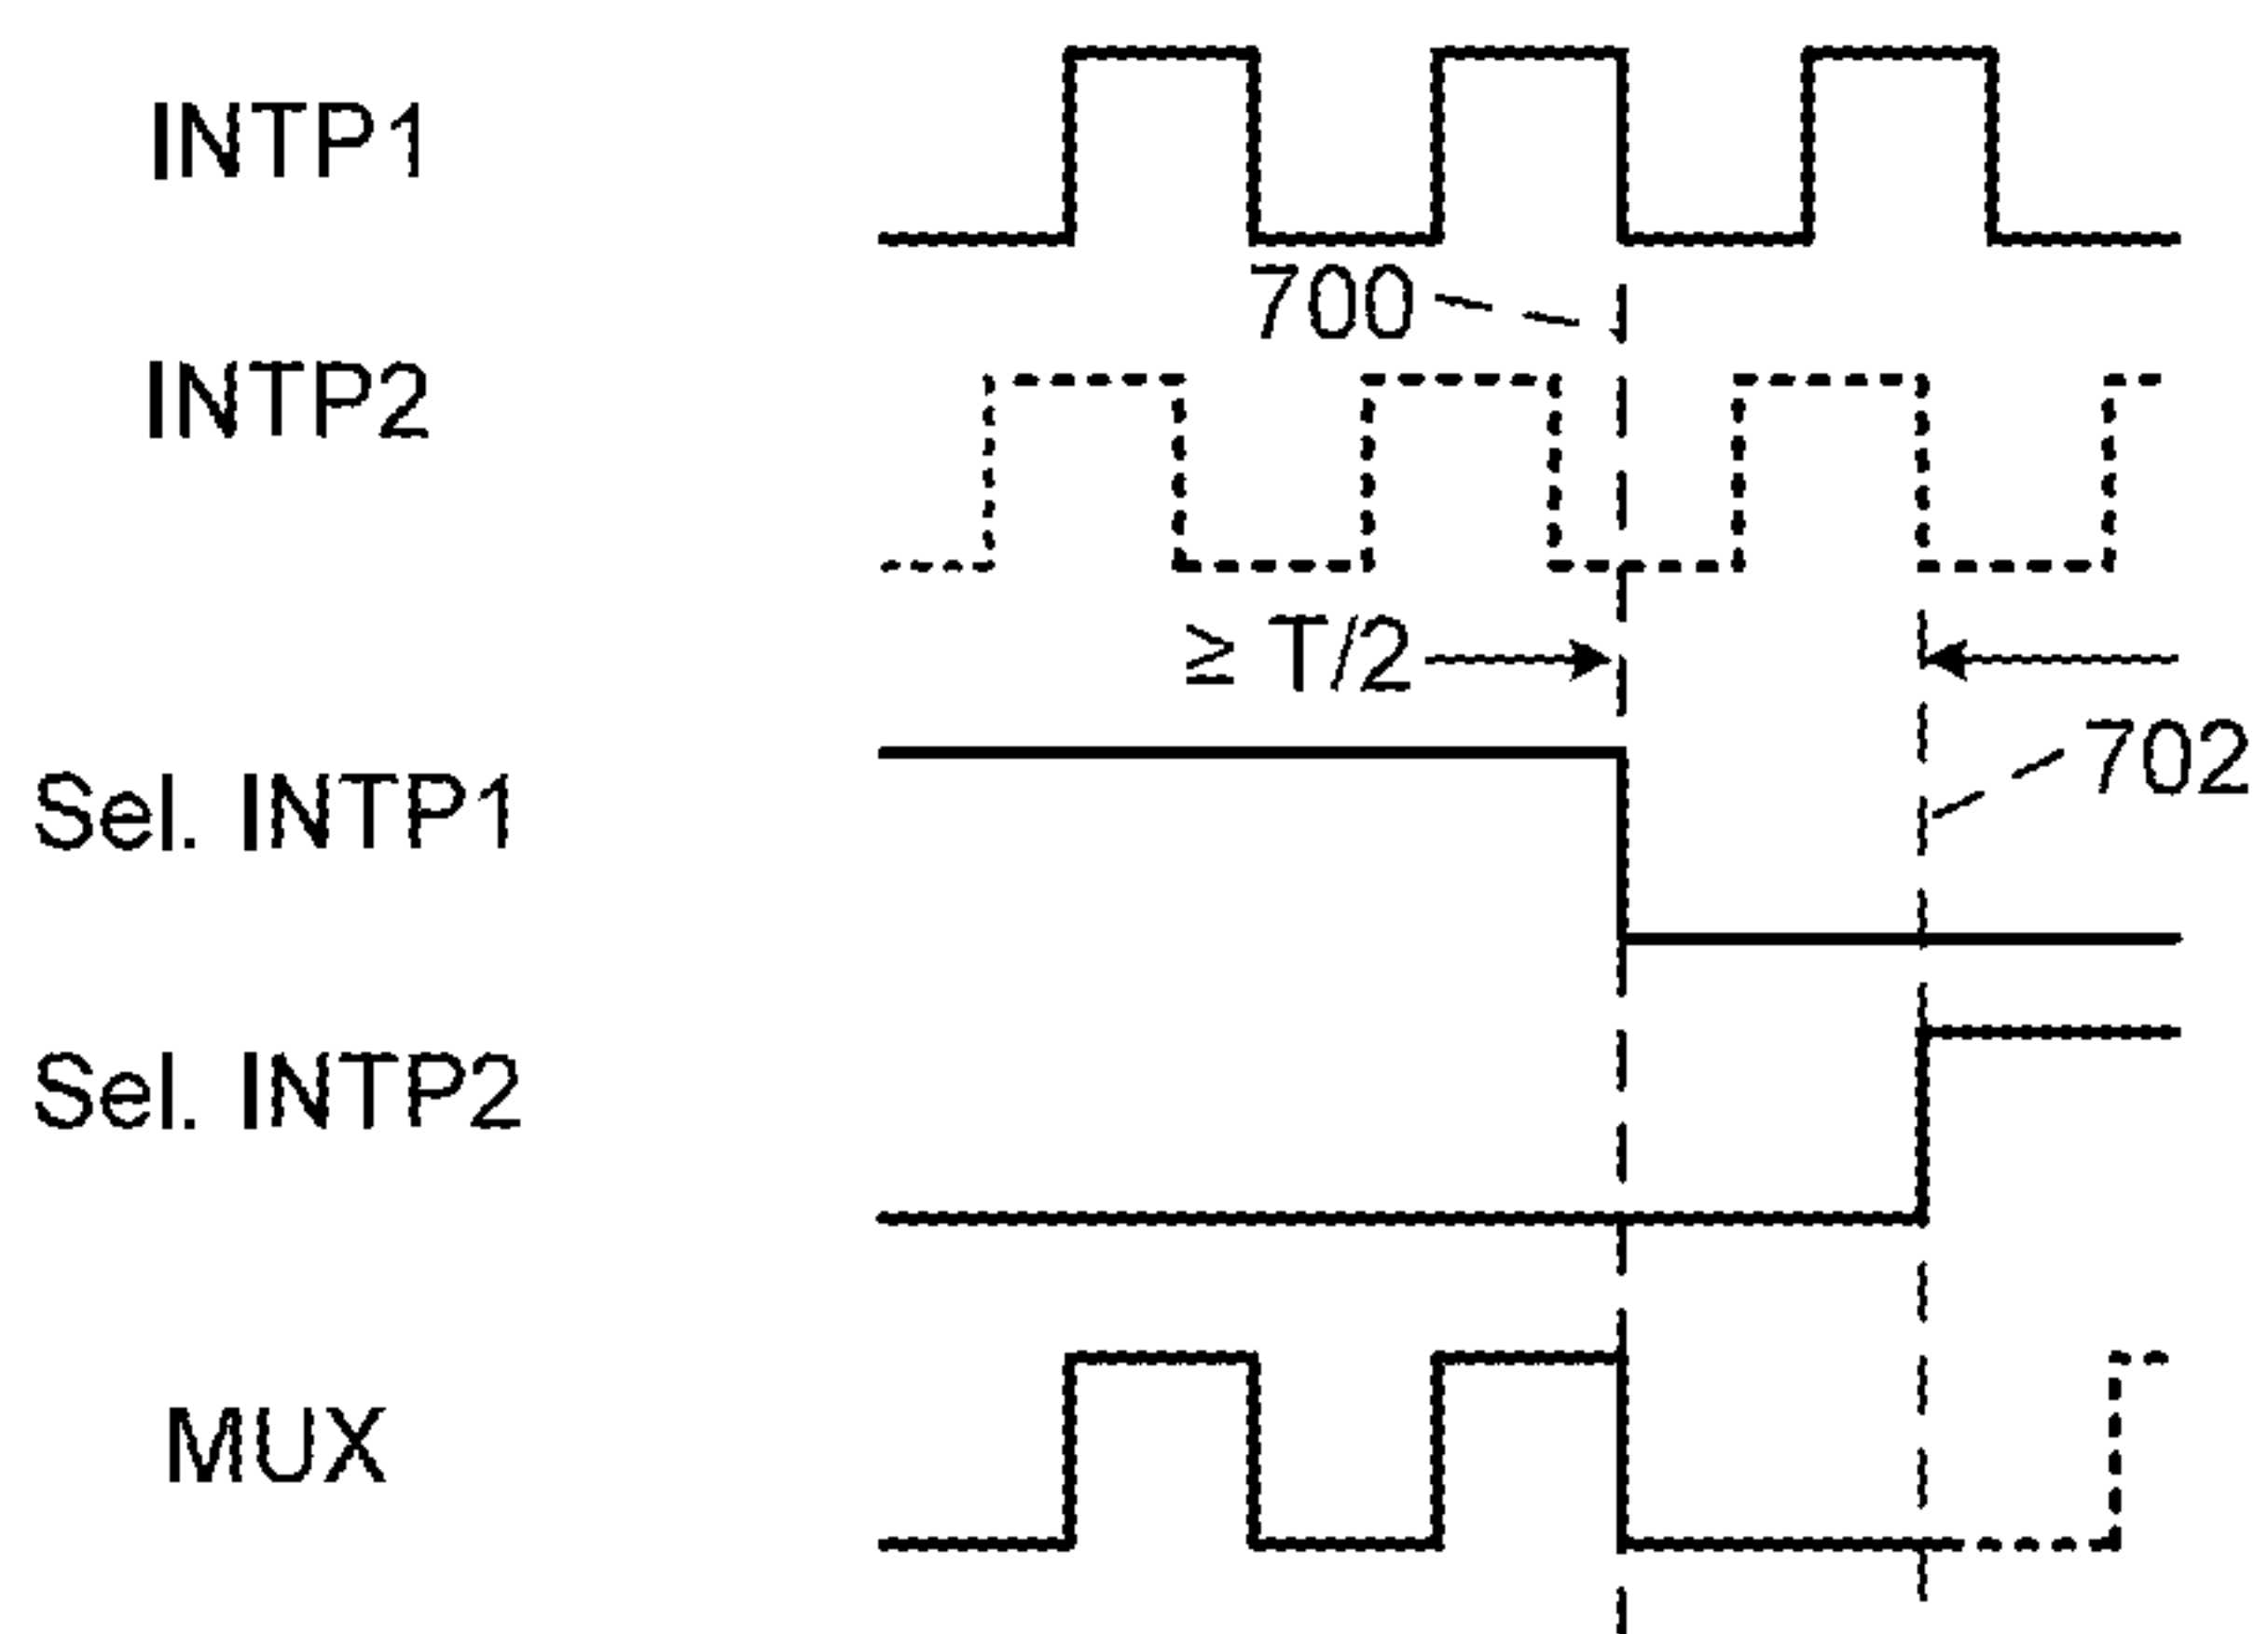 INTP1
700
INTP2
≥ T/2
702
Sel. INTP1
Sel. INTP2
MUX